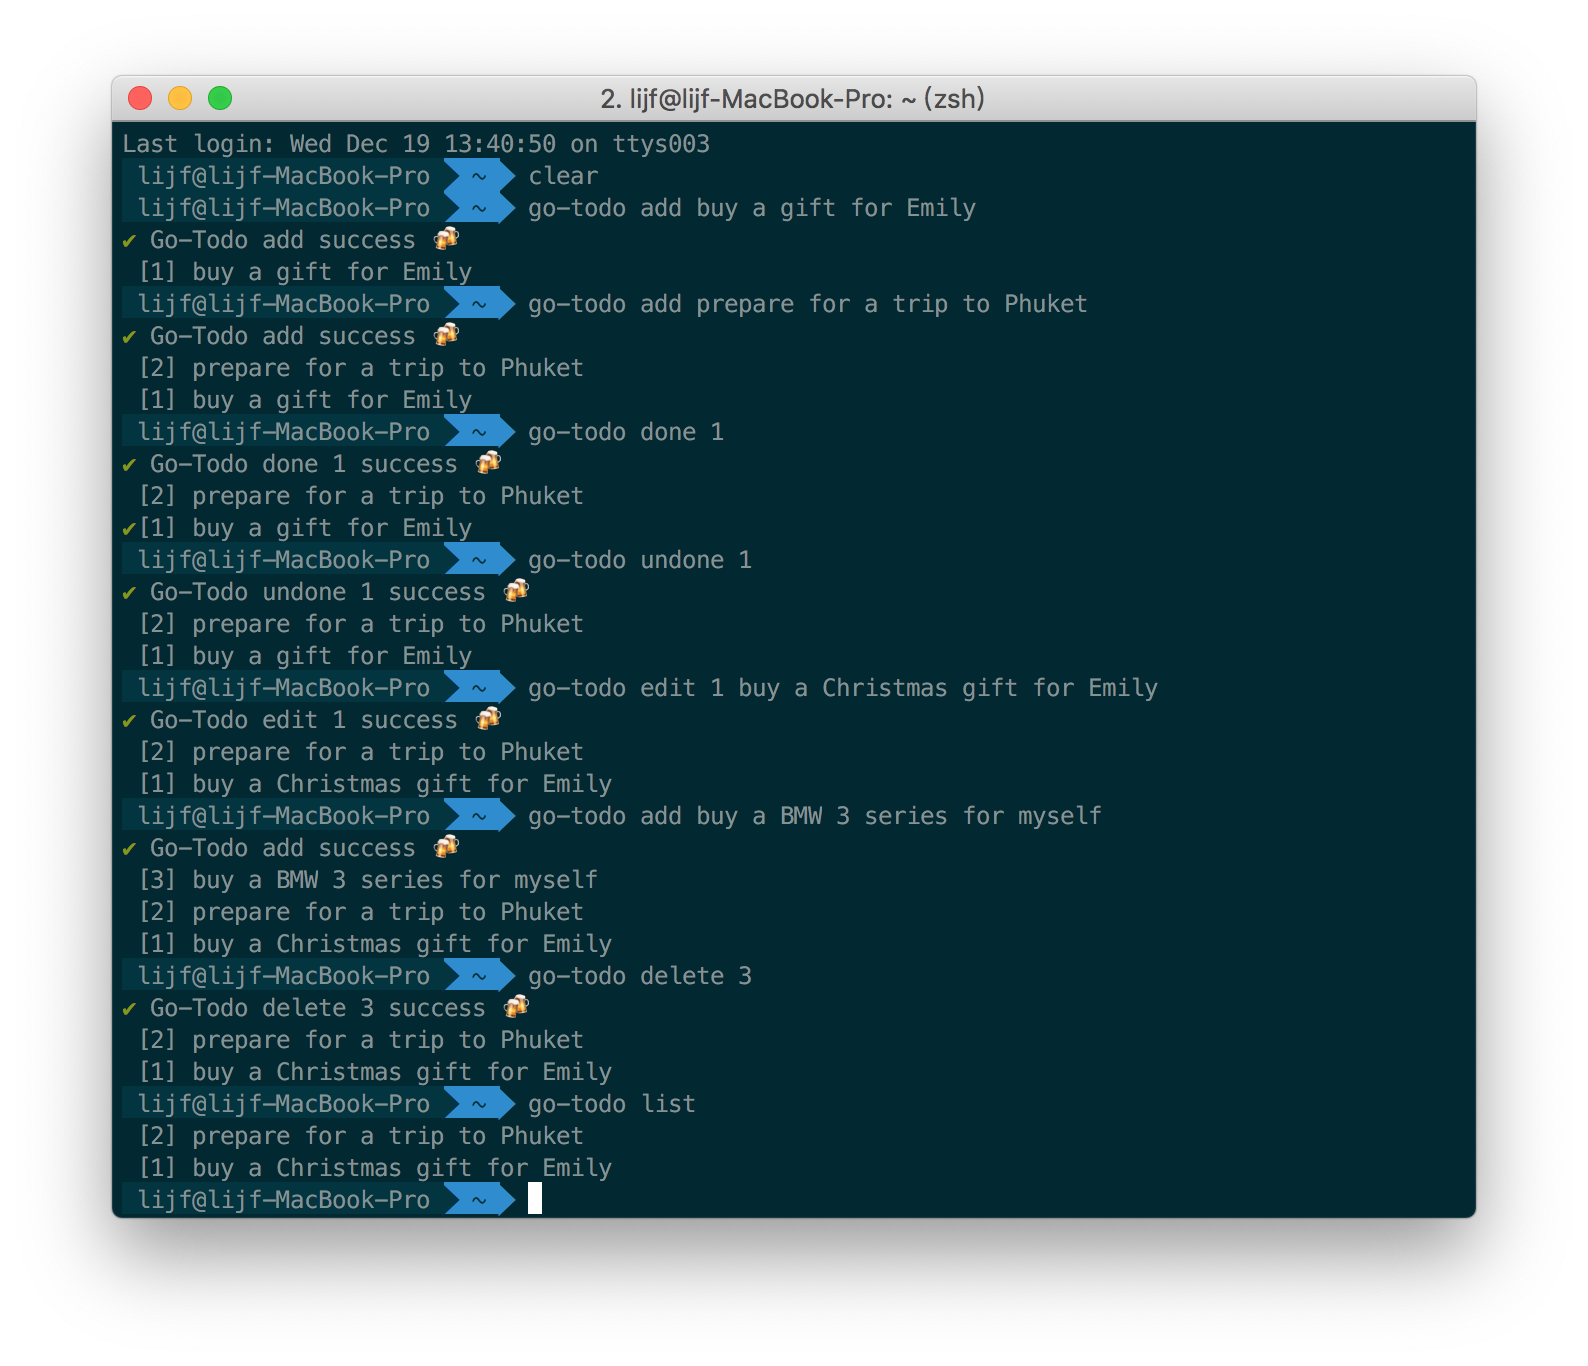 2. lijf@lijf-MacBook-Pro: ~ (zsh)
Last login: Wed Dec 19 13:40:50 on ttys003
lijf@lijf-MacBook-Pro ~ clear
lijf@lijf-MacBook-Pro ~ go-todo add buy a gift for Emily
✔ Go-Todo add success 🍻
[1] buy a gift for Emily
lijf@lijf-MacBook-Pro ~ go-todo add prepare for a trip to Phuket
✔ Go-Todo add success 🍻
[2] prepare for a trip to Phuket
[1] buy a gift for Emily
lijf@lijf-MacBook-Pro ~ go-todo done 1
✔ Go-Todo done 1 success 🍻
[2] prepare for a trip to Phuket
✔[1] buy a gift for Emily
lijf@lijf-MacBook-Pro ~ go-todo undone 1
✔ Go-Todo undone 1 success 🍻
[2] prepare for a trip to Phuket
[1] buy a gift for Emily
lijf@lijf-MacBook-Pro ~ go-todo edit 1 buy a Christmas gift for Emily
✔ Go-Todo edit 1 success 🍻
[2] prepare for a trip to Phuket
[1] buy a Christmas gift for Emily
lijf@lijf-MacBook-Pro ~ go-todo add buy a BMW 3 series for myself
✔ Go-Todo add success 🍻
[3] buy a BMW 3 series for myself
[2] prepare for a trip to Phuket
[1] buy a Christmas gift for Emily
lijf@lijf-MacBook-Pro ~ go-todo delete 3
✔ Go-Todo delete 3 success 🍻
[2] prepare for a trip to Phuket
[1] buy a Christmas gift for Emily
lijf@lijf-MacBook-Pro ~ go-todo list
[2] prepare for a trip to Phuket
[1] buy a Christmas gift for Emily
lijf@lijf-MacBook-Pro ~